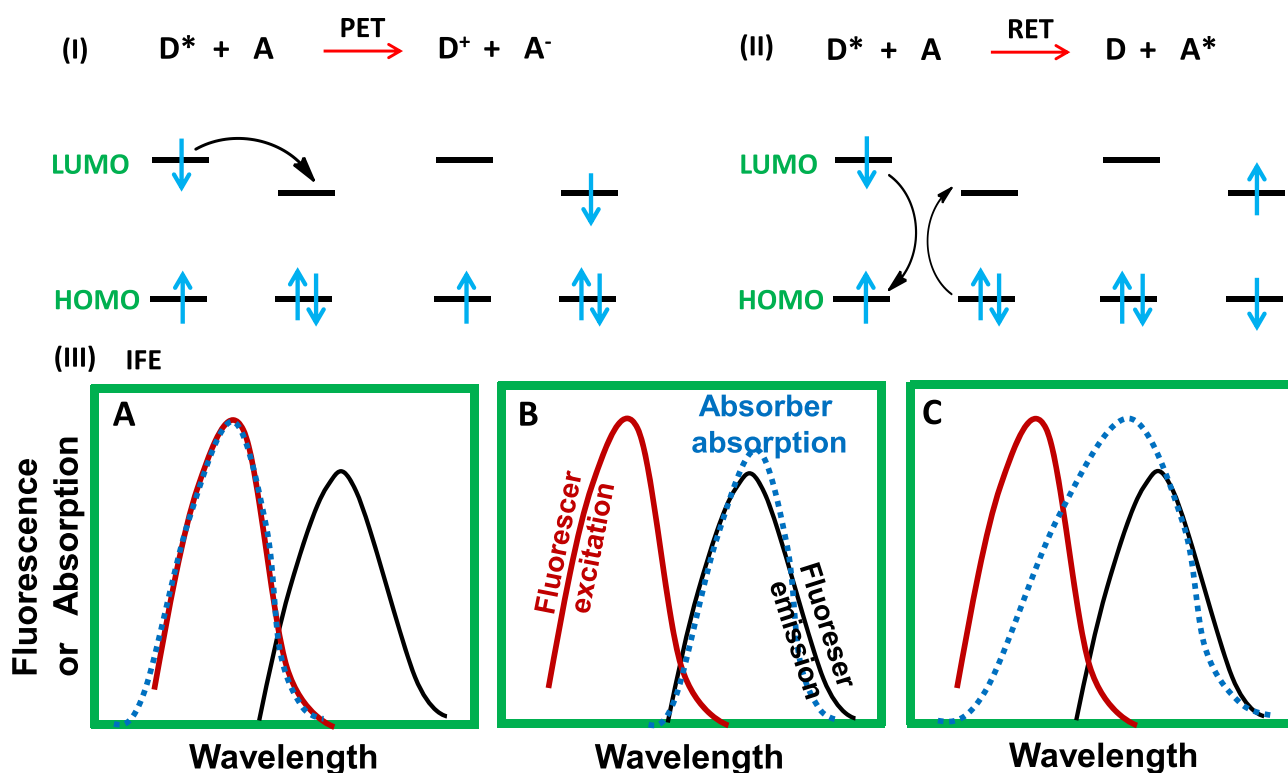 (I) D* + A PET D⁺ + A⁻
(II) D* + A RET D + A*
LUMO
HOMO
LUMO
HOMO
(III) IFE
Fluorescence
or Absorption
A
B
Absorber
absorption
Fluorescer
excitation
Fluoreser
emission
C
Wavelength
Wavelength
Wavelength